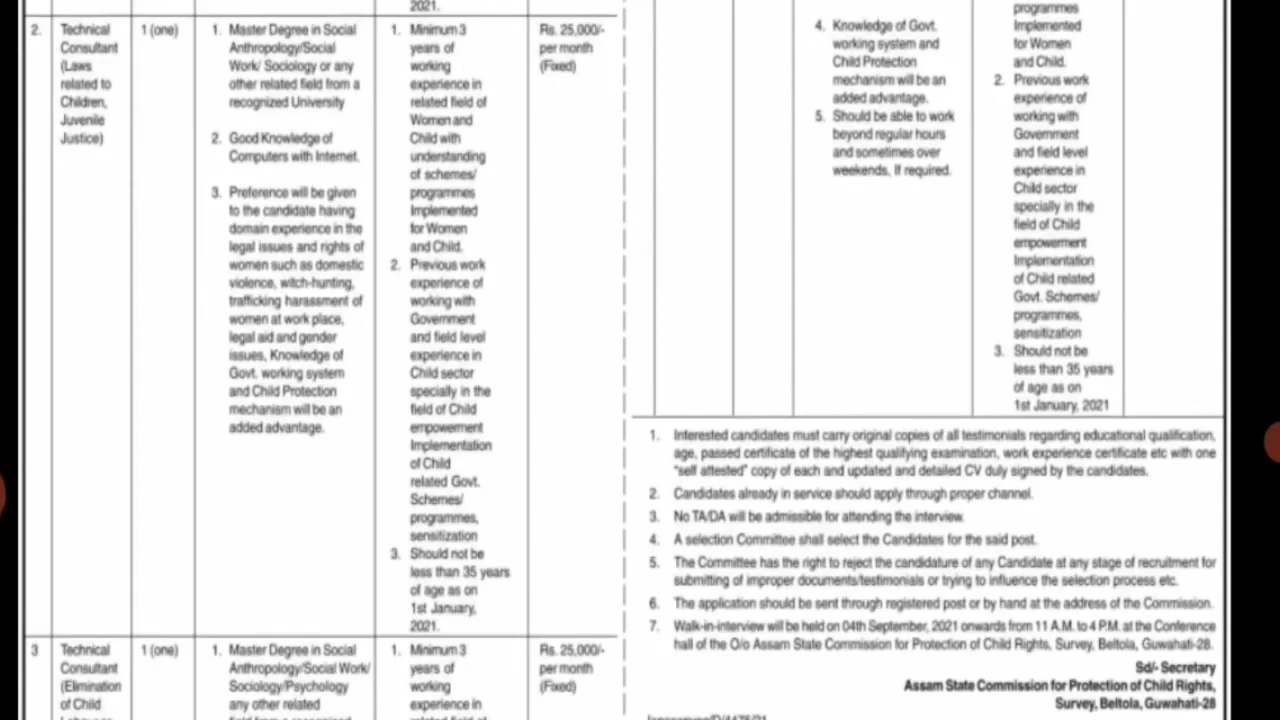 2021.
2. Technical Consultant (Laws related to Children, Juvenile Justice)
1 (one)
1. Master Degree in Social
Anthropology/Social
Work/ Sociology or any
other related field from a
recognized University
2. Good Knowledge of
Computers with Internet.
3. Preference will be given
to the candidate having
domain experience in the
legal issues and rights of
women such as domestic
violence, witch-hunting,
trafficking harassment of
women at work place,
legal aid and gender
issues, Knowledge of
Govt. working system
and Child Protection
mechanism will be an
added advantage.
1. Minimum 3
years of
working
experience in
related field of
Women and
Child with
understanding
of schemes/
programmes
Implemented
for Women
and Child.
2. Previous work
experience of
working with
Government
and field level
experience in
Child sector
specially in the
field of Child
empowerment
Implementation
of Child
related Govt.
Schemes/
programmes,
sensitization
3. Should not be
less than 35 years
of age as on
1st January,
2021.
Rs. 25,000/-
per month
(Fixed)
3 Technical
Consultant
(Elimination
of Child
1 (one)
1. Master Degree in Social
Anthropology/Social Work/
Sociology/Psychology
any other related
1. Minimum 3
years of
working
experience in
Rs. 25,000/-
per month
(Fixed)
4. Knowledge of Govt.
working system and
Child Protection
mechanism will be an
added advantage.
5. Should be able to work
beyond regular hours
and sometimes over
weekends, If required.
programmes
Implemented
for Women
and Child.
2. Previous work
experience of
working with
Government
and field level
experience in
Child sector
specially in the
field of Child
empowerment
Implementation
of Child related
Govt. Schemes/
programmes,
sensitization
3. Should not be
less than 35 years
of age as on
1st January, 2021
1. Interested candidates must carry original copies of all testimonials regarding educational qualification,
age, passed certificate of the highest qualifying examination, work experience certificate etc with one
"self attested" copy of each and updated and detailed CV duly signed by the candidates.
2. Candidates already in service should apply through proper channel.
3. No TA/DA will be admissible for attending the interview.
4. A selection Committee shall select the Candidates for the said post.
5. The Committee has the right to reject the candidature of any Candidate at any stage of recruitment for
submitting of improper documents/testimonials or trying to influence the selection process etc.
6. The application should be sent through registered post or by hand at the address of the Commission.
7. Walk-in-interview will be held on 04th September, 2021 onwards from 11 A.M. to 4 P.M. at the Conference
hall of the O/o Assam State Commission for Protection of Child Rights, Survey, Beltola, Guwahati-28.
Sd/- Secretary
Assam State Commission for Protection of Child Rights,
Survey, Beltola, Guwahati-28